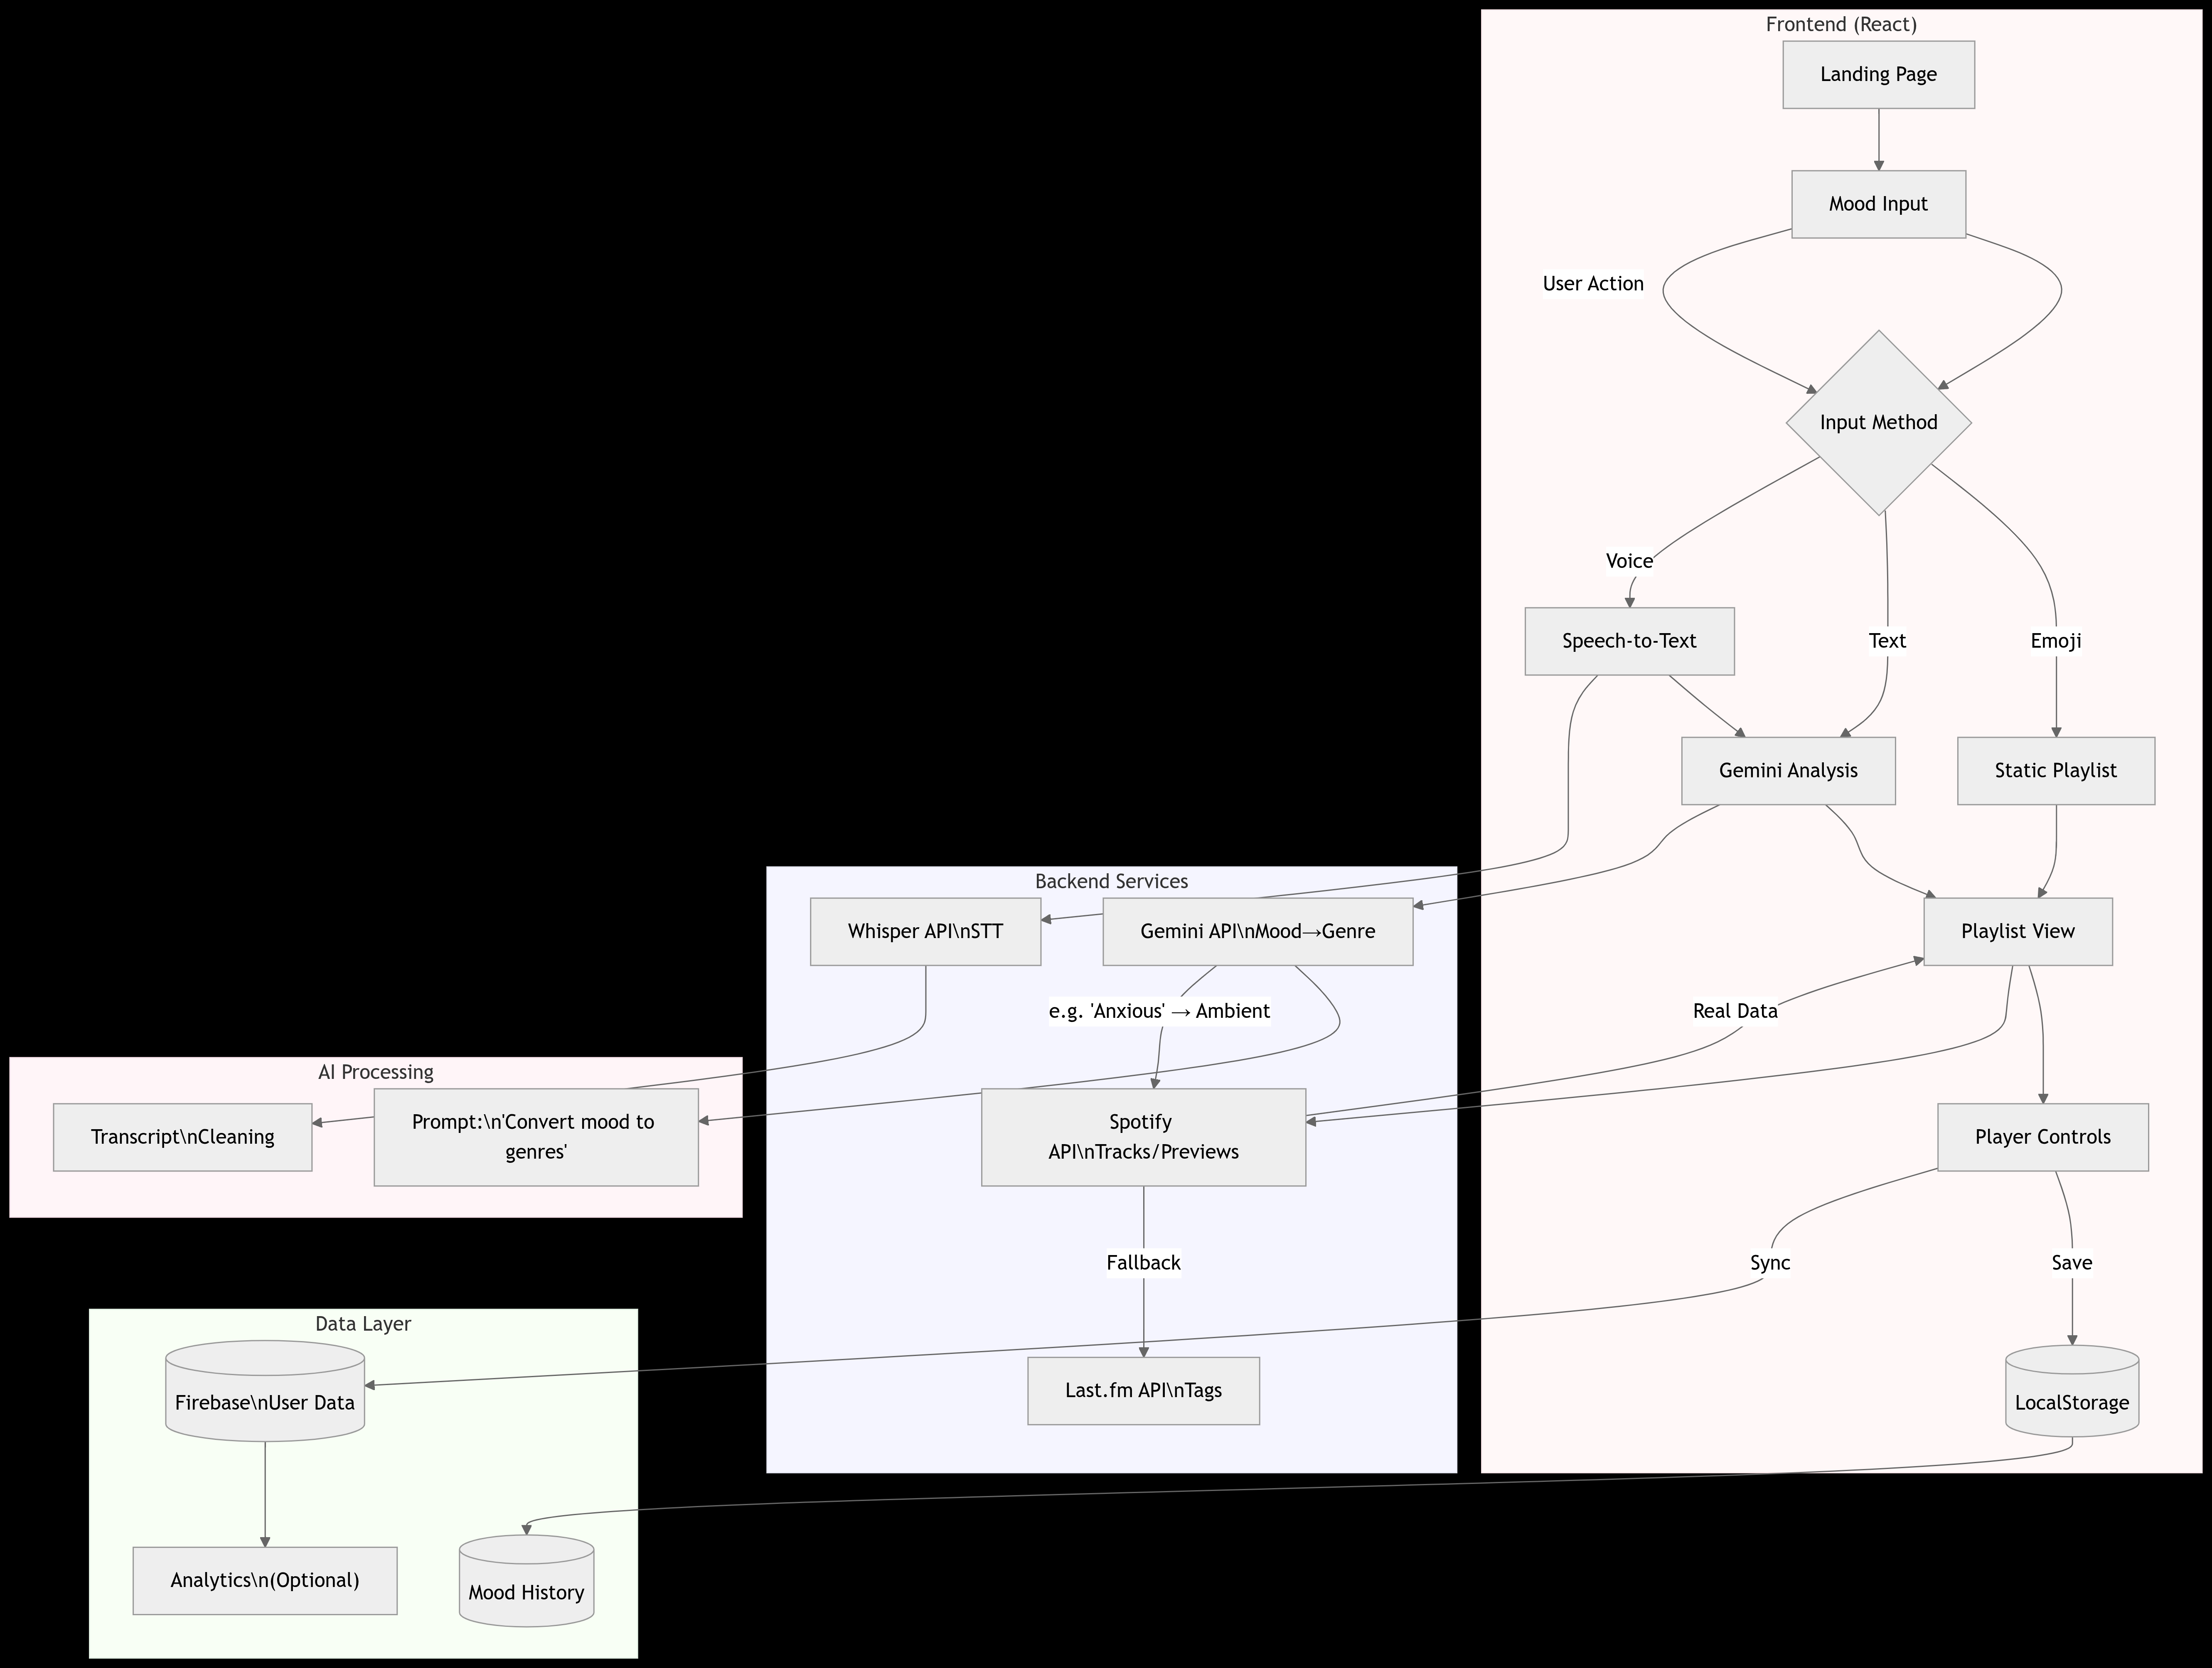 Frontend (React)
Landing Page
Mood Input
User Action
Input Method
Voice
Speech-to-Text
Text
Emoji
Gemini Analysis
Static Playlist
Backend Services
Whisper API\nSTT
Gemini API\nMood→Genre
Playlist View
e.g. 'Anxious' → Ambient
Real Data
AI Processing
Transcript\nCleaning
Prompt:\n'Convert mood to
genres'
Spotify
API\nTracks/Previews
Player Controls
Fallback
Sync
Save
Data Layer
Firebase\nUser Data
Last.fm API\nTags
LocalStorage
Analytics\n(Optional)
Mood History